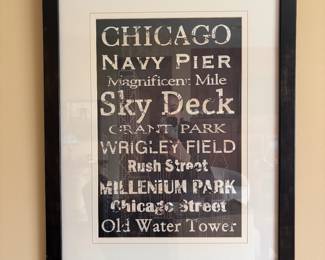 CHICAGO
NAVY PIER
Magnificent Mile
Sky Deck
GRANT PARK
WRIGLEY FIELD
Rush Street
MILLENIUM PARK
Chicago Street
Old Water Tower